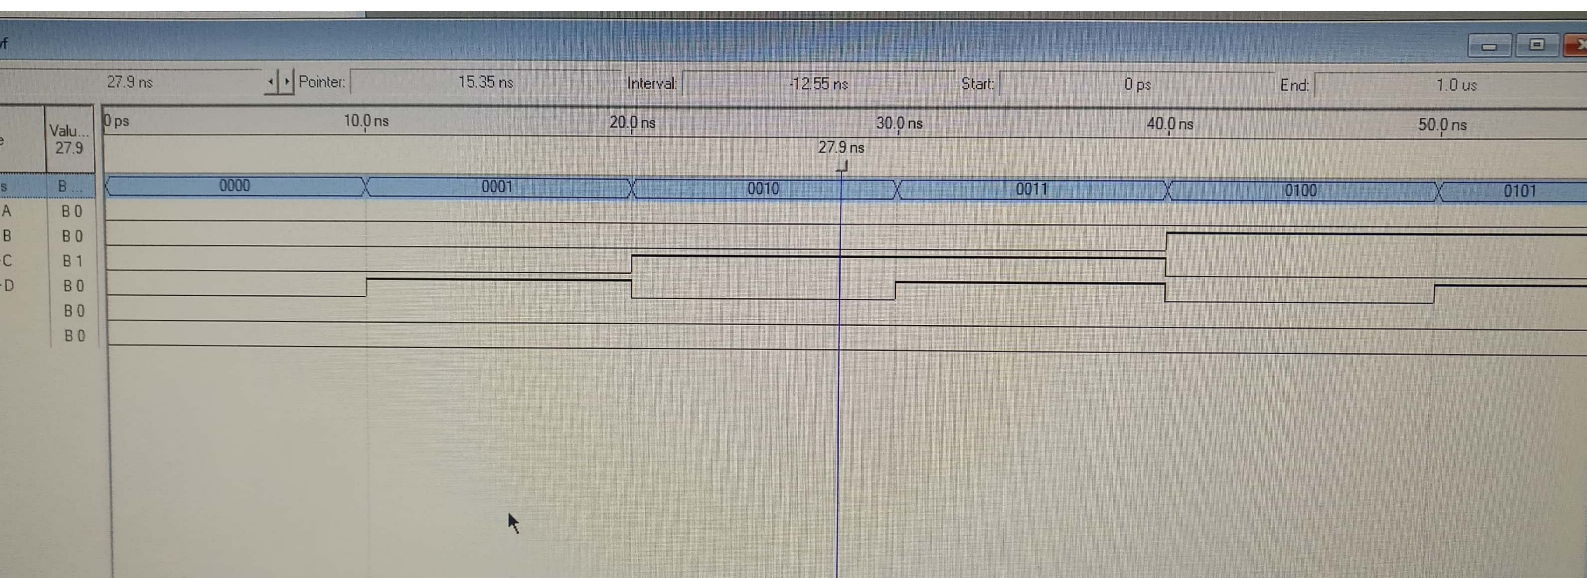 vf
27.9 ns Pointer: 15.35 ns Interval: -12.55 ns Start: 0 ps End: 1.0 us
0 ps 10.0 ns 20.0 ns 30.0 ns 40.0 ns 50.0 ns
Valu...
27.9
27.9 ns
s B ... 0000 0001 0010 0011 0100 0101
A B 0
B B 0
C B 1
D B 0
B 0
B 0